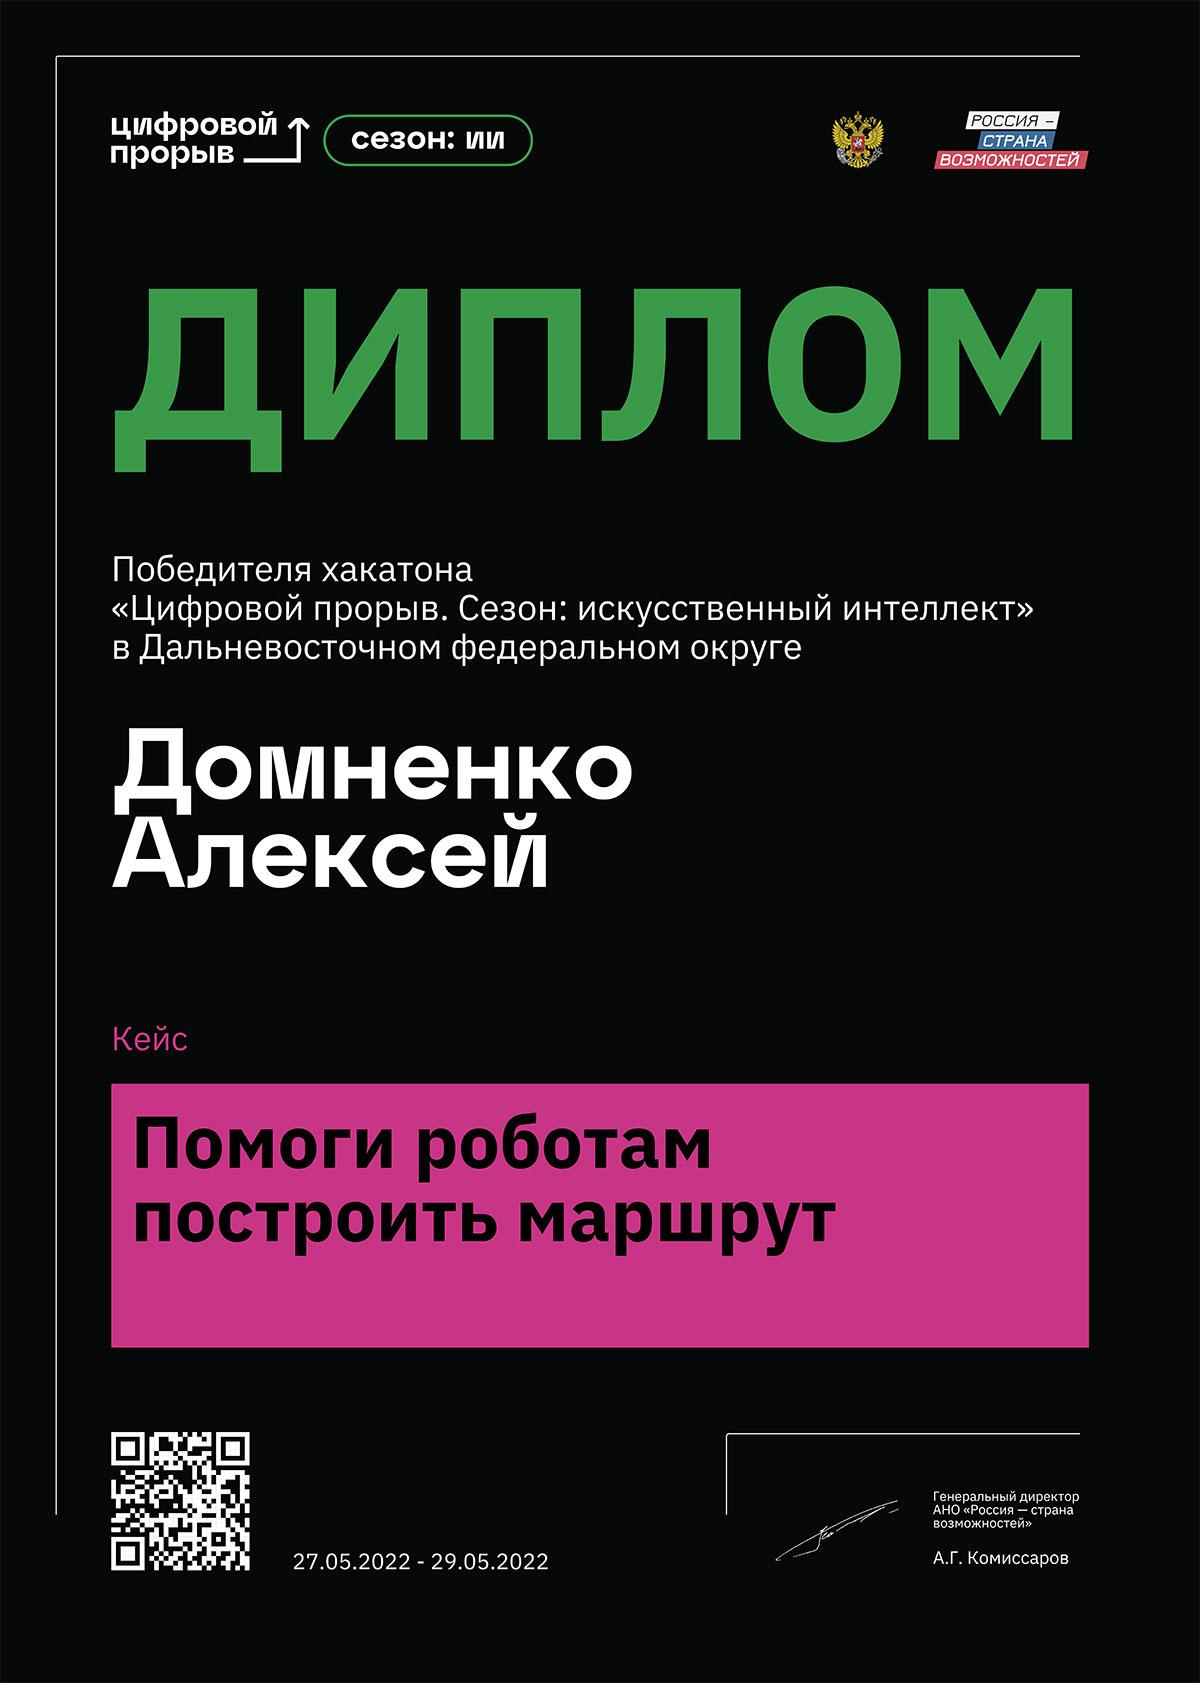 цифровой
прорыв
сезон: ИИ
РОССИЯ –
СТРАНА
ВОЗМОЖНОСТЕЙ
ДИПЛОМ
Победителя хакатона
«Цифровой прорыв. Сезон: искусственный интеллект»
в Дальневосточном федеральном округе
Домненко
Алексей
Кейс
Помоги роботам
построить маршрут
27.05.2022 - 29.05.2022
Генеральный директор
АНО «Россия — страна
возможностей»
А.Г. Комиссаров